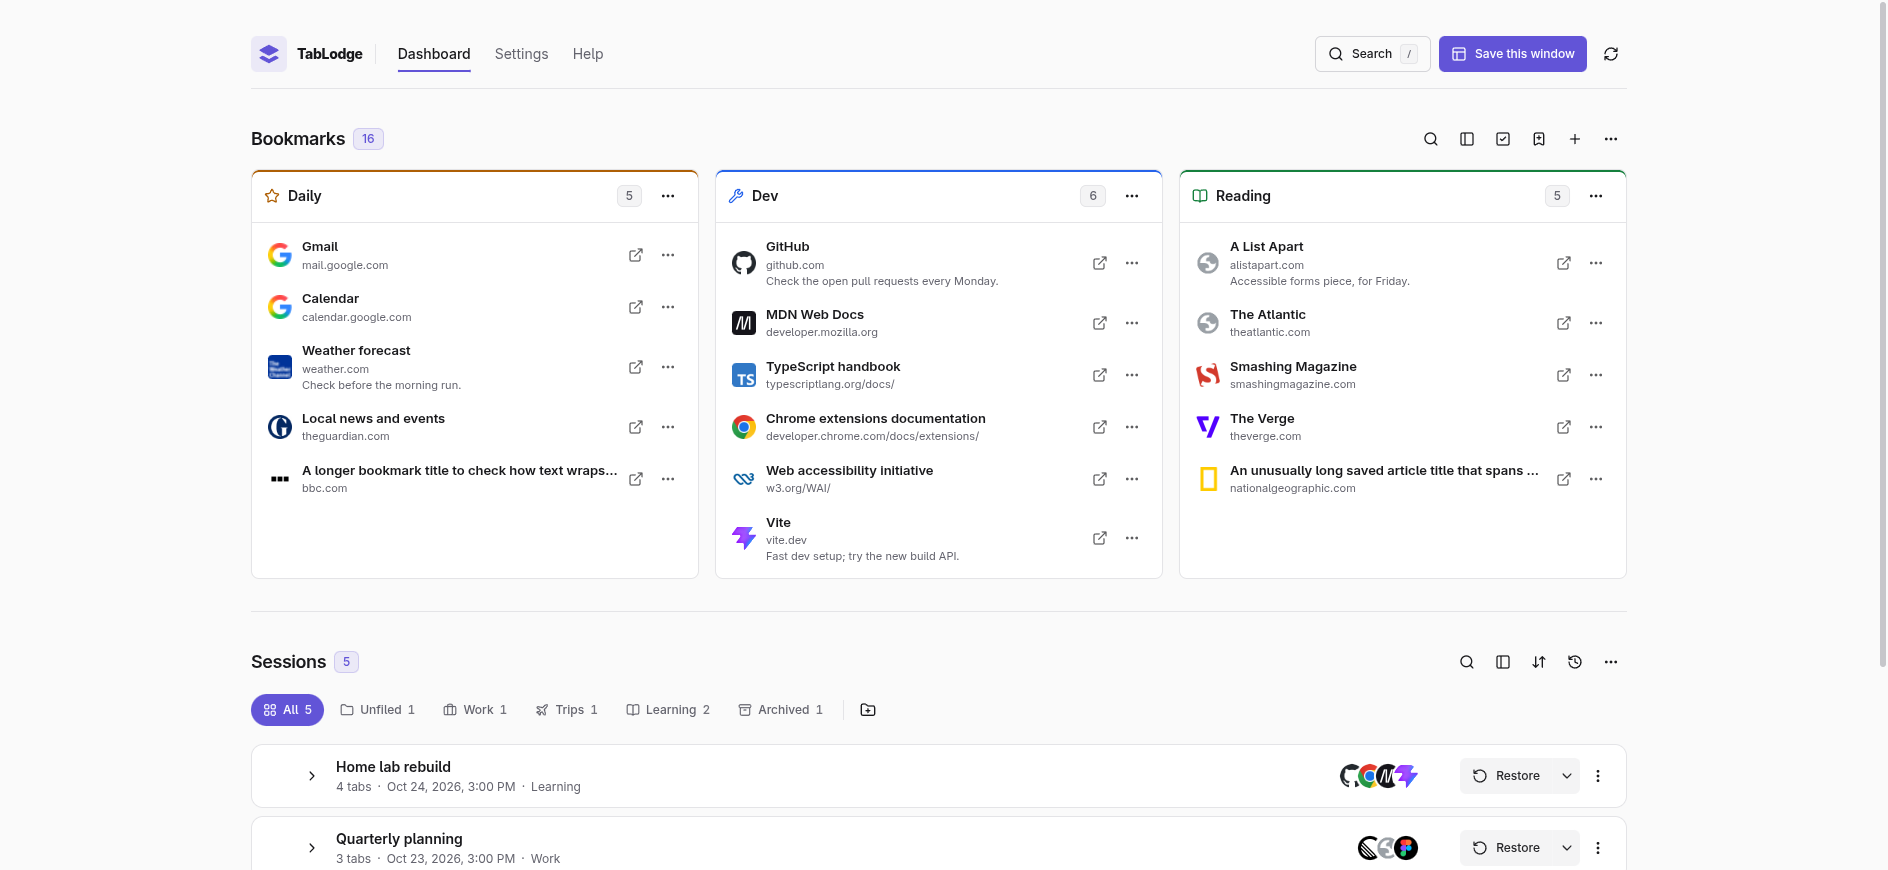 TabLodge Dashboard Settings Help Search / Save this window
Bookmarks 16
Daily 5
Gmail
mail.google.com
Calendar
calendar.google.com
Weather forecast
weather.com
Check before the morning run.
Local news and events
theguardian.com
A longer bookmark title to check how text wraps...
bbc.com
Dev 6
GitHub
github.com
Check the open pull requests every Monday.
MDN Web Docs
developer.mozilla.org
TypeScript handbook
typescriptlang.org/docs/
Chrome extensions documentation
developer.chrome.com/docs/extensions/
Web accessibility initiative
w3.org/WAI/
Vite
vite.dev
Fast dev setup; try the new build API.
Reading 5
A List Apart
alistapart.com
Accessible forms piece, for Friday.
The Atlantic
theatlantic.com
Smashing Magazine
smashingmagazine.com
The Verge
theverge.com
An unusually long saved article title that spans ...
nationalgeographic.com
Sessions 5
All 5 Unfiled 1 Work 1 Trips 1 Learning 2 Archived 1
Home lab rebuild
4 tabs · Oct 24, 2026, 3:00 PM · Learning
Restore
Quarterly planning
3 tabs · Oct 23, 2026, 3:00 PM · Work
Restore